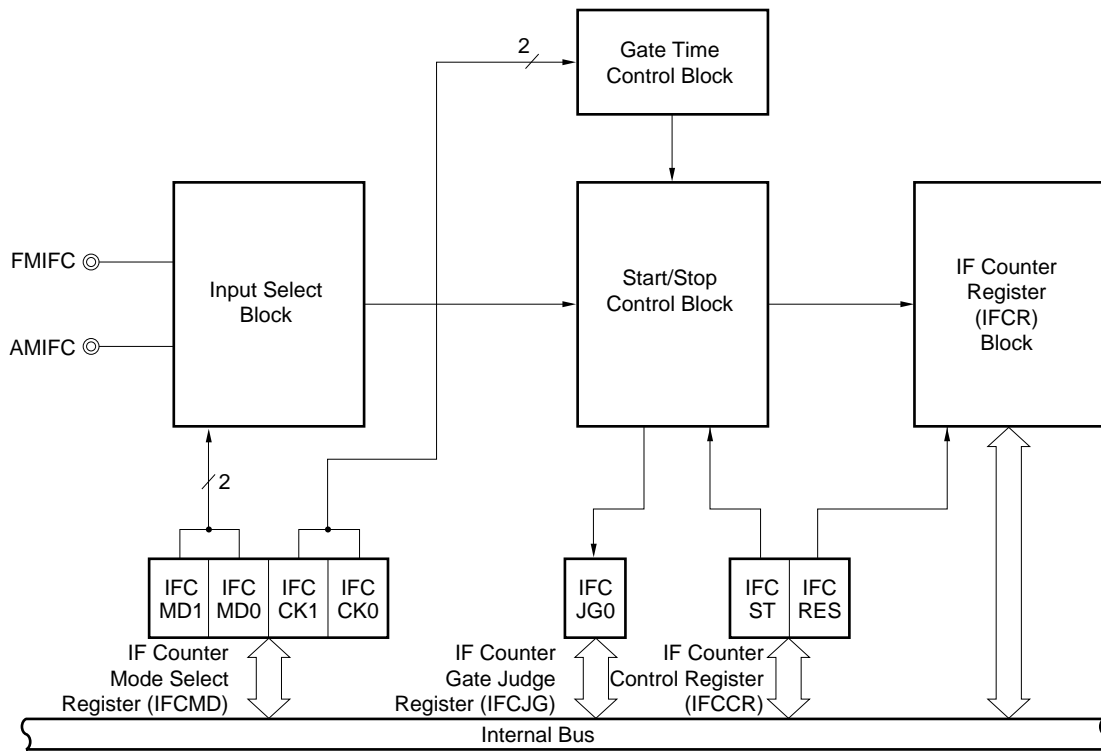 2
Gate Time
Control Block
FMIFC
AMIFC
Input Select
Block
Start/Stop
Control Block
IF Counter
Register
(IFCR)
Block
2
IFC
MD1
IFC
MD0
IFC
CK1
IFC
CK0
IFC
JG0
IFC
ST
IFC
RES
IF Counter
Mode Select
Register (IFCMD)
IF Counter
Gate Judge
Register (IFCJG)
IF Counter
Control Register
(IFCCR)
Internal Bus